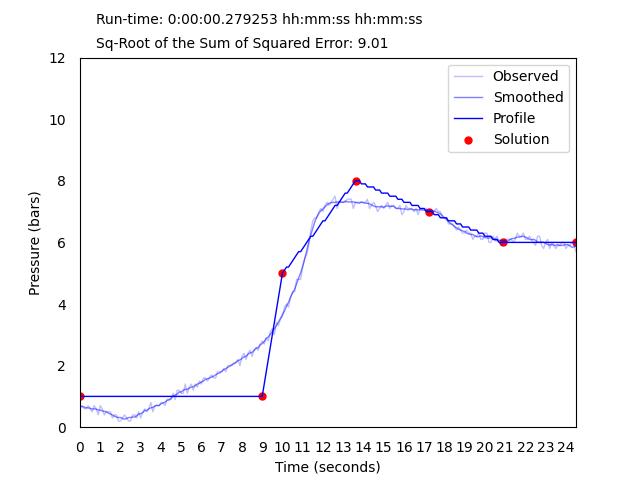 Run-time: 0:00:00.279253 hh:mm:ss hh:mm:ss
Sq-Root of the Sum of Squared Error: 9.01
12
10
8
6
4
2
0
Pressure (bars)
Observed
Smoothed
Profile
Solution
0 1 2 3 4 5 6 7 8 9 10 11 12 13 14 15 16 17 18 19 20 21 22 23 24
Time (seconds)